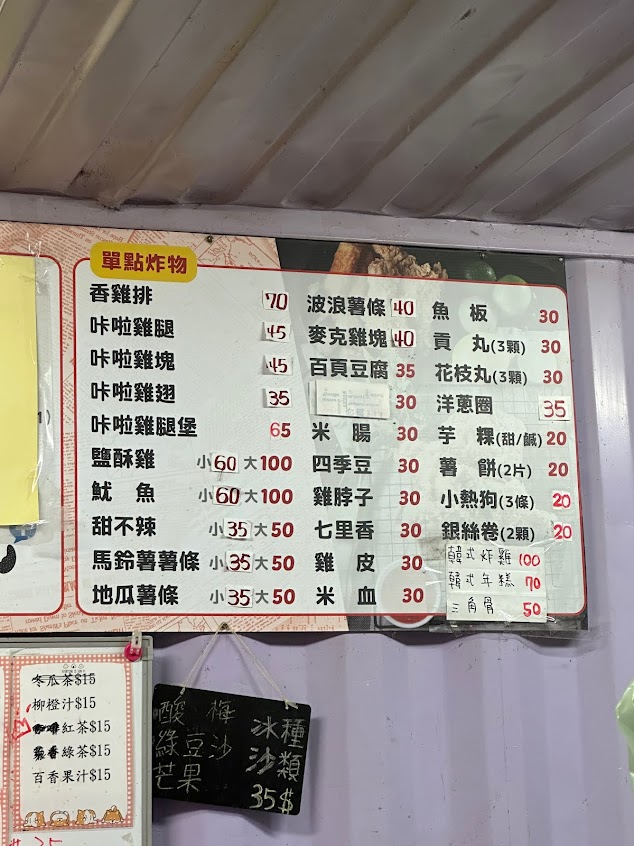 單點炸物
香雞排 70
咔啦雞腿 45
咔啦雞塊 45
咔啦雞翅 35
咔啦雞腿堡 65
鹽酥雞 小60 大100
魷魚 小60 大100
甜不辣 小35 大50
馬鈴薯薯條 小35 大50
地瓜薯條 小35 大50
波浪薯條 40
麥克雞塊 40
百頁豆腐 35
30
米腸 30
四季豆 30
雞脖子 30
七里香 30
雞皮 30
米血 30
魚板 30
貢丸(3顆) 30
花枝丸(3顆) 30
洋蔥圈 35
芋粿(甜/鹹) 20
薯餅(2片) 20
小熱狗(3條) 20
銀絲卷(2顆) 20
韓式炸雞 100
韓式年糕 70
三角骨 50
冬瓜茶$15
柳橙汁$15
紅茶$15
綠茶$15
百香果汁$15
酸梅
綠豆沙
芒果
冰種
沙類
35$